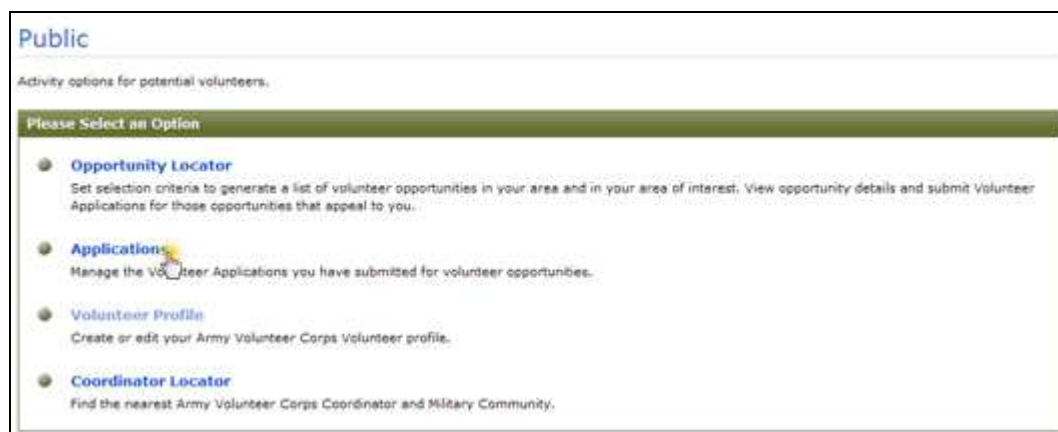 Public
Activity options for potential volunteers.
Please Select an Option
Opportunity Locator
Set selection criteria to generate a list of volunteer opportunities in your area and in your area of interest. View opportunity details and submit Volunteer
Applications for those opportunities that appeal to you.
Applications
Manage the Volunteer Applications you have submitted for volunteer opportunities.
Volunteer Profile
Create or edit your Army Volunteer Corps Volunteer profile.
Coordinator Locator
Find the nearest Army Volunteer Corps Coordinator and Military Community.